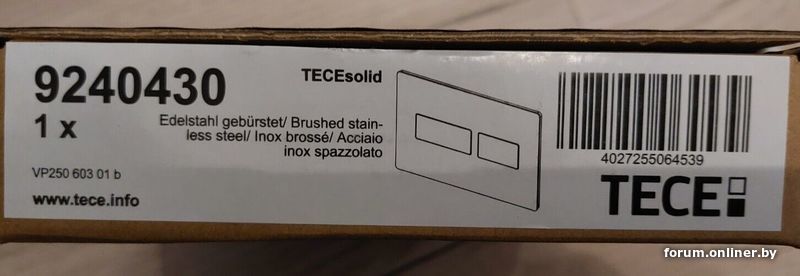 9240430
1 x
TECEsolid
Edelstahl gebürstet/ Brushed stain-
less steel/ Inox brossé/ Acciaio
inox spazzolato
VP250 603 01 b
www.tece.info
4027255064539
TECE
forum.onliner.by